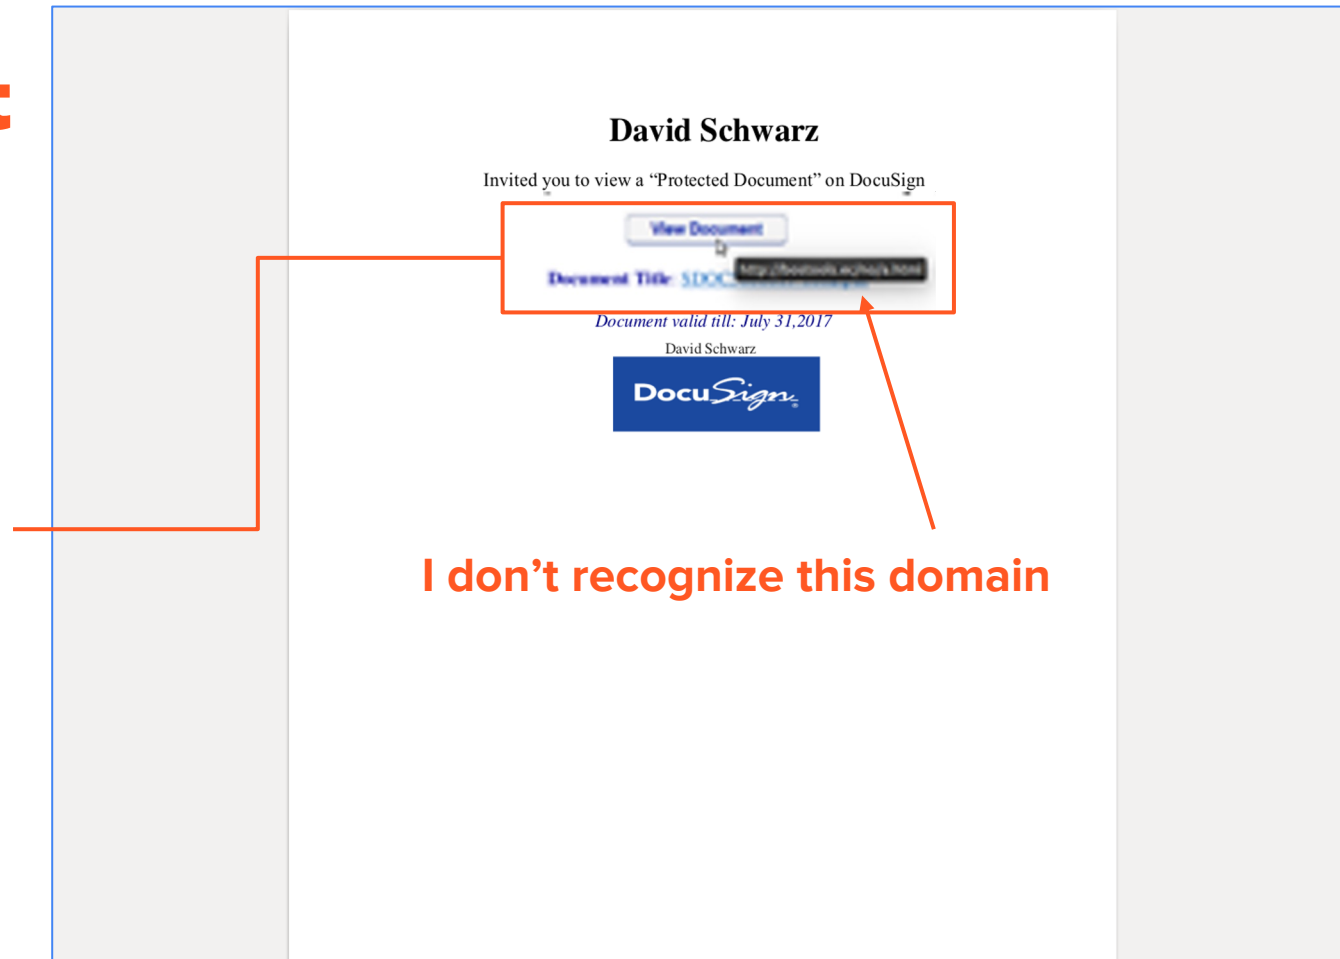 David Schwarz
Invited you to view a “Protected Document” on DocuSign
View Document
Document Title:
Document valid till: July 31,2017
David Schwarz
DocuSign
I don’t recognize this domain